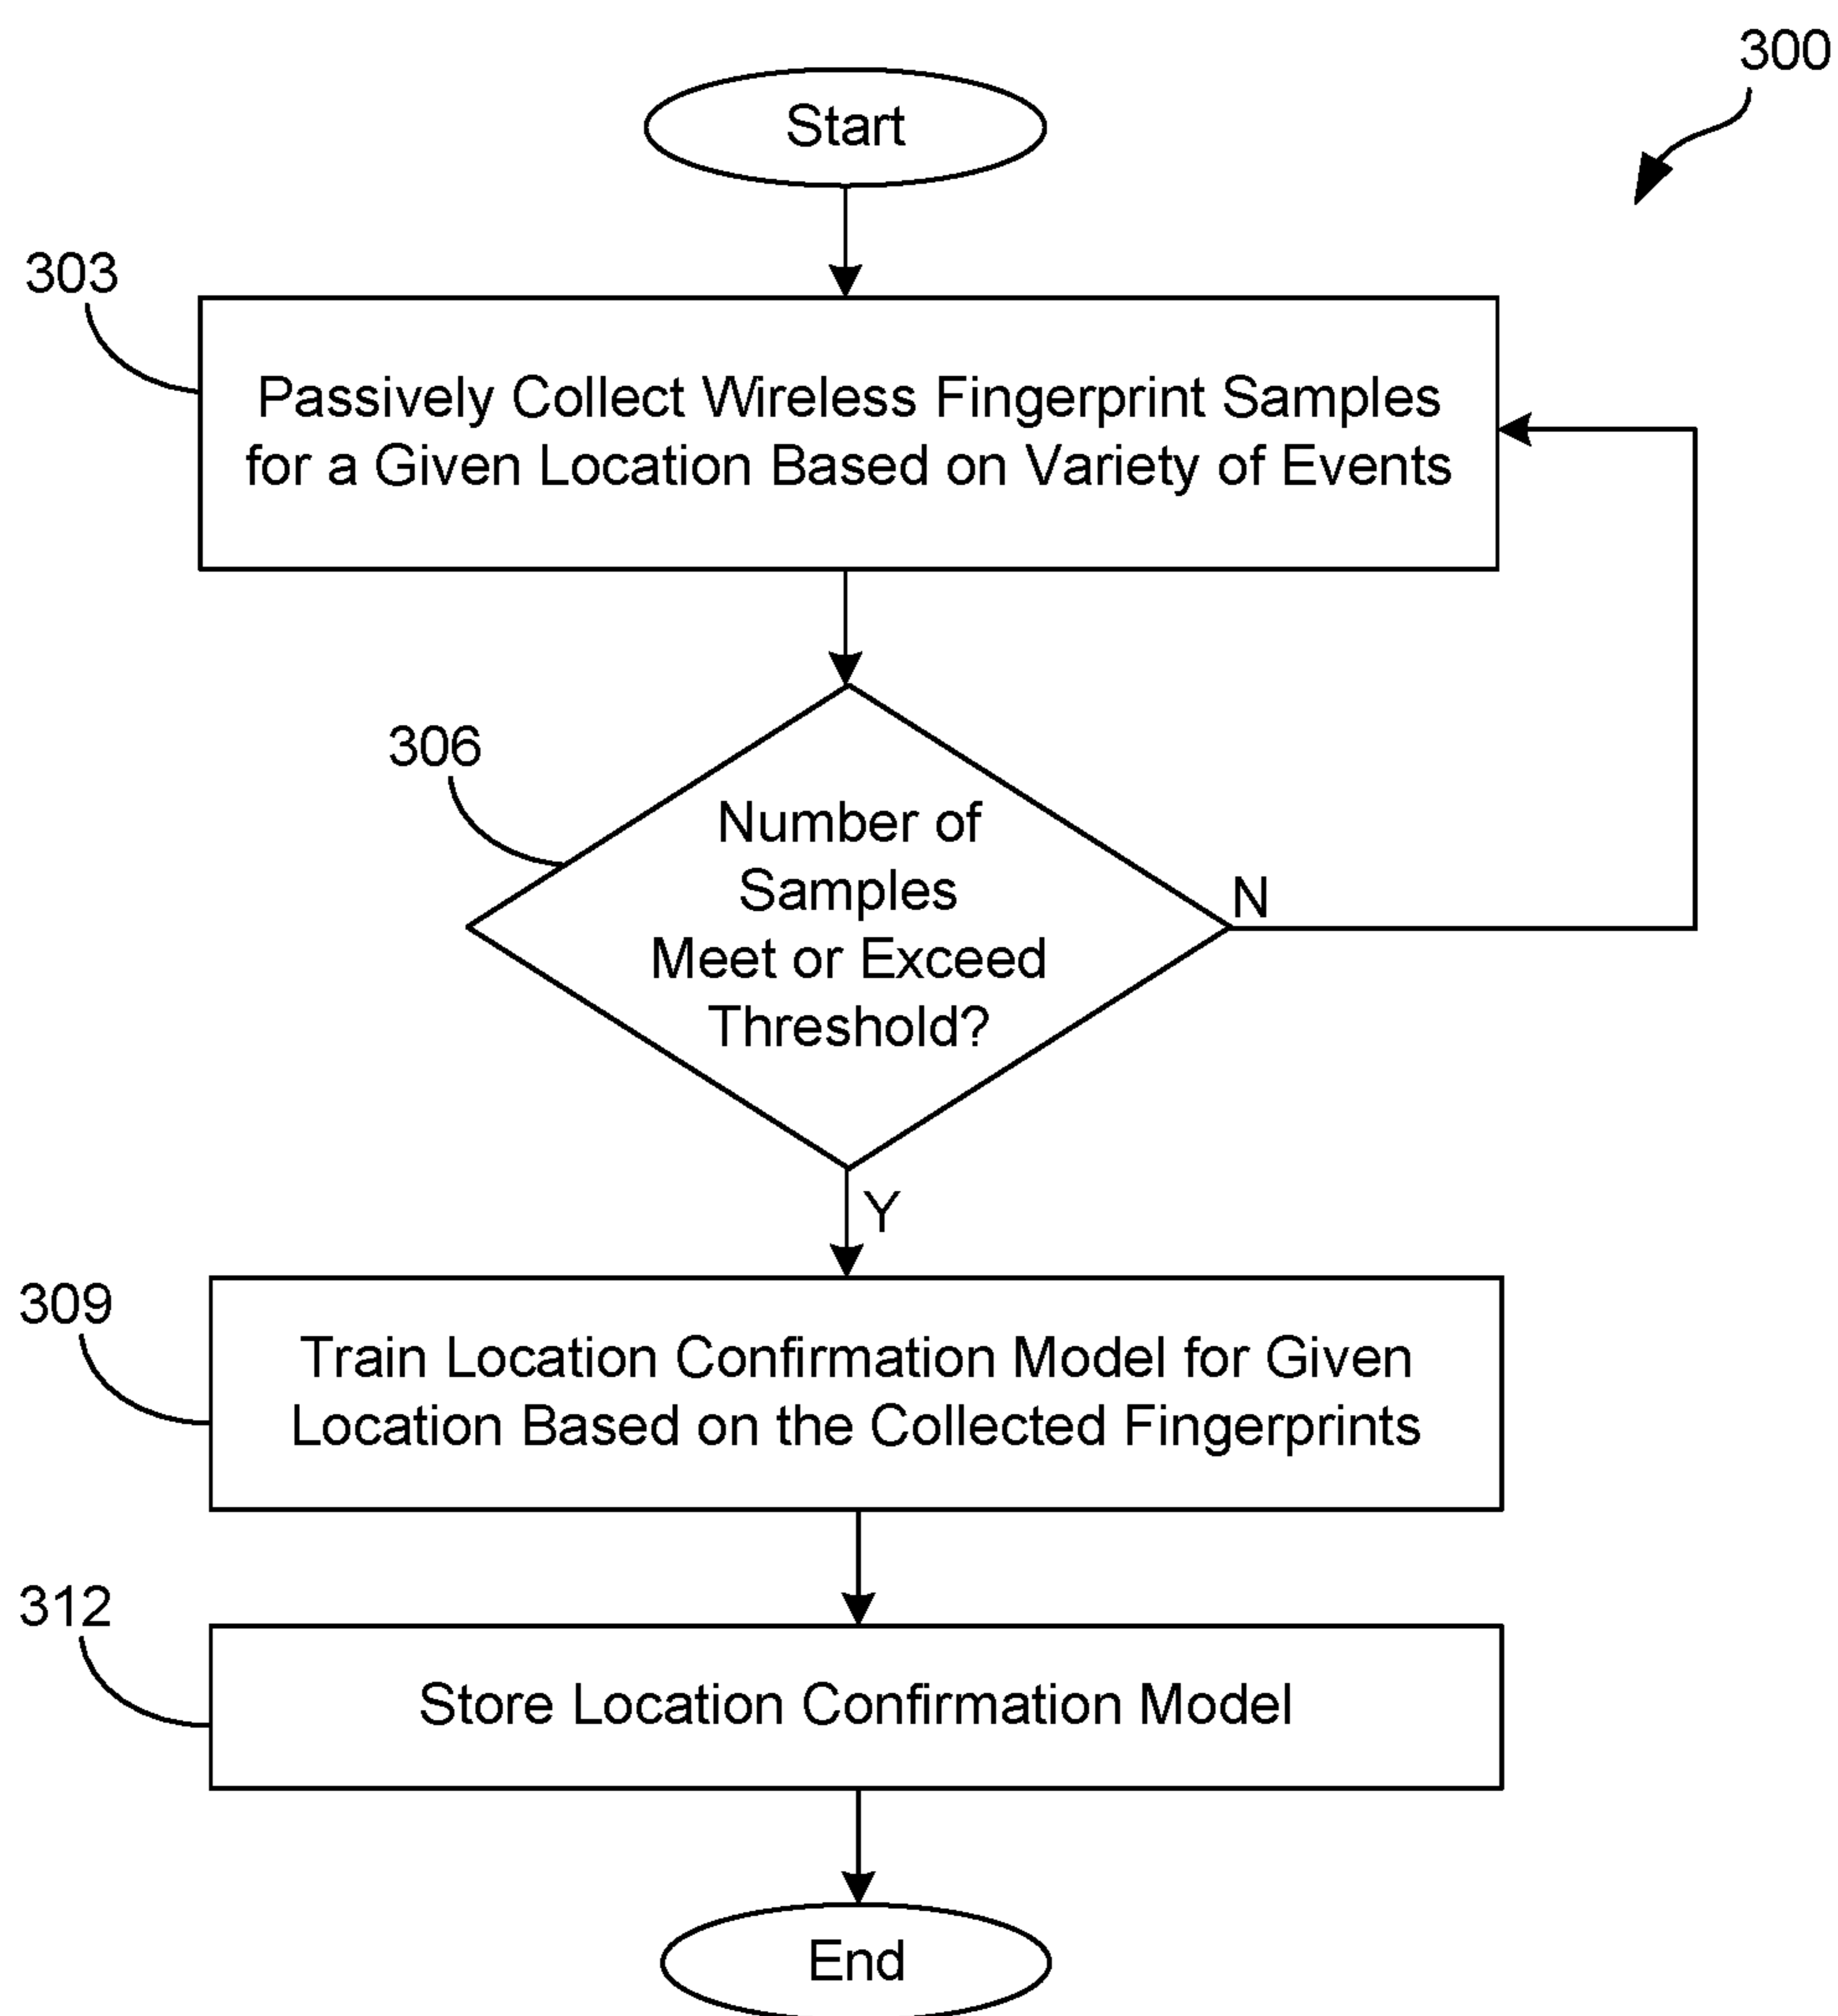 300
Start
303
Passively Collect Wireless Fingerprint Samples
for a Given Location Based on Variety of Events
306
Number of
Samples
Meet or Exceed
Threshold?
N
Y
309
Train Location Confirmation Model for Given
Location Based on the Collected Fingerprints
312
Store Location Confirmation Model
End